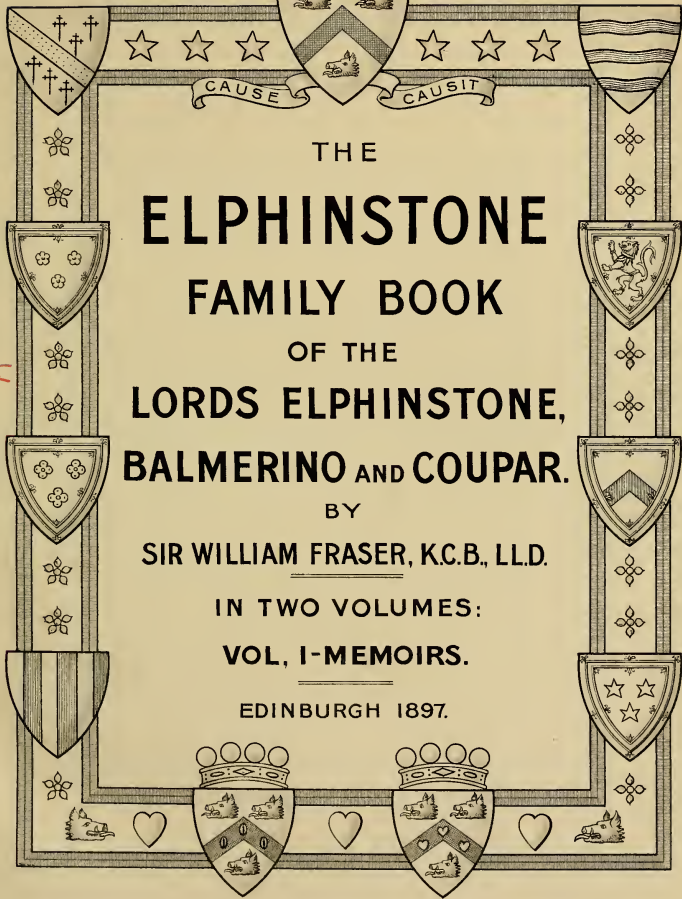 CAUSE CAUSIT
THE
ELPHINSTONE
FAMILY BOOK
OF THE
LORDS ELPHINSTONE,
BALMERINO AND COUPAR.
BY
SIR WILLIAM FRASER, K.C.B., LL.D.
IN TWO VOLUMES:
VOL, I-MEMOIRS.
EDINBURGH 1897.